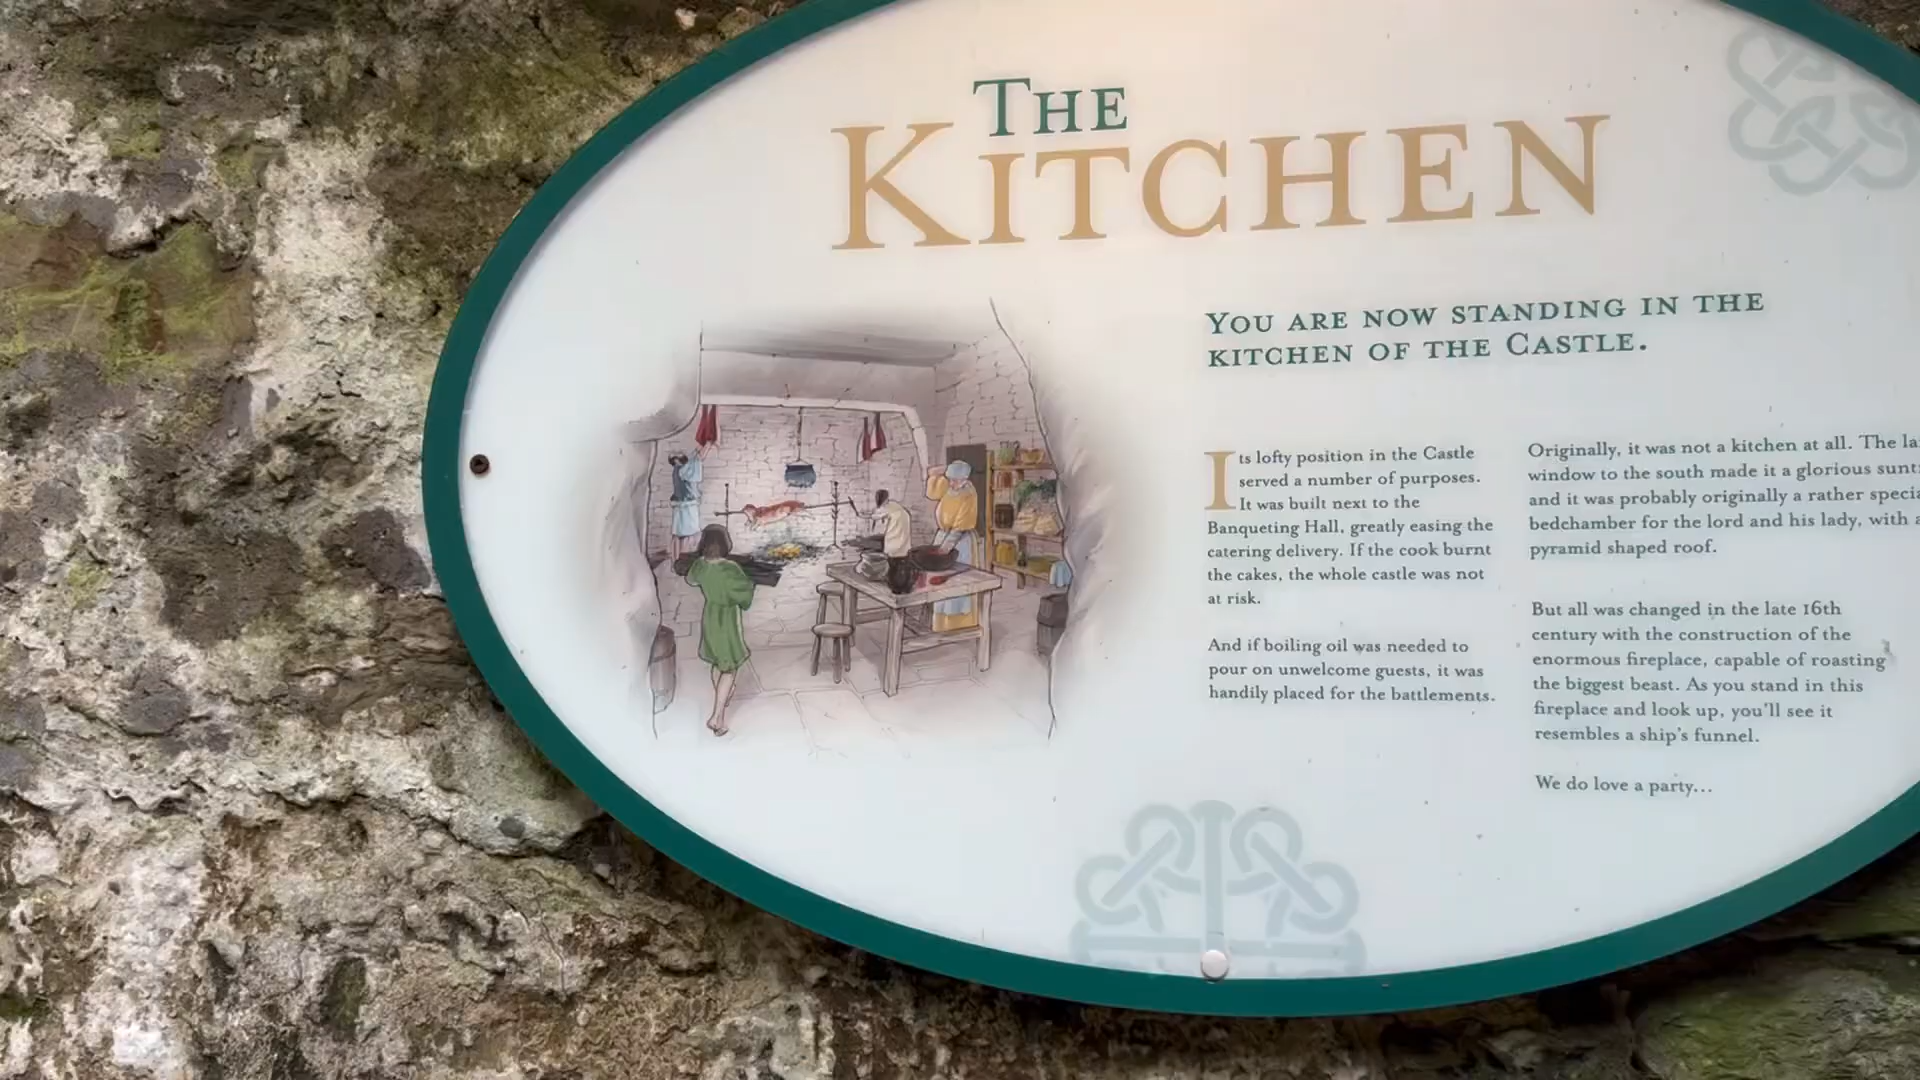 THE
KITCHEN
YOU ARE NOW STANDING IN THE
KITCHEN OF THE CASTLE.
Its lofty position in the Castle
served a number of purposes.
It was built next to the
Banqueting Hall, greatly easing the
catering delivery. If the cook burnt
the cakes, the whole castle was not
at risk.
And if boiling oil was needed to
pour on unwelcome guests, it was
handily placed for the battlements.
Originally, it was not a kitchen at all. The
window to the south made it a glorious
and it was probably originally a rather
bedchamber for the lord and his lady, with
pyramid shaped roof.
But all was changed in the late 16th
century with the construction of the
enormous fireplace, capable of roasting
the biggest beast. As you stand in this
fireplace and look up, you'll see it
resembles a ship's funnel.
We do love a party...